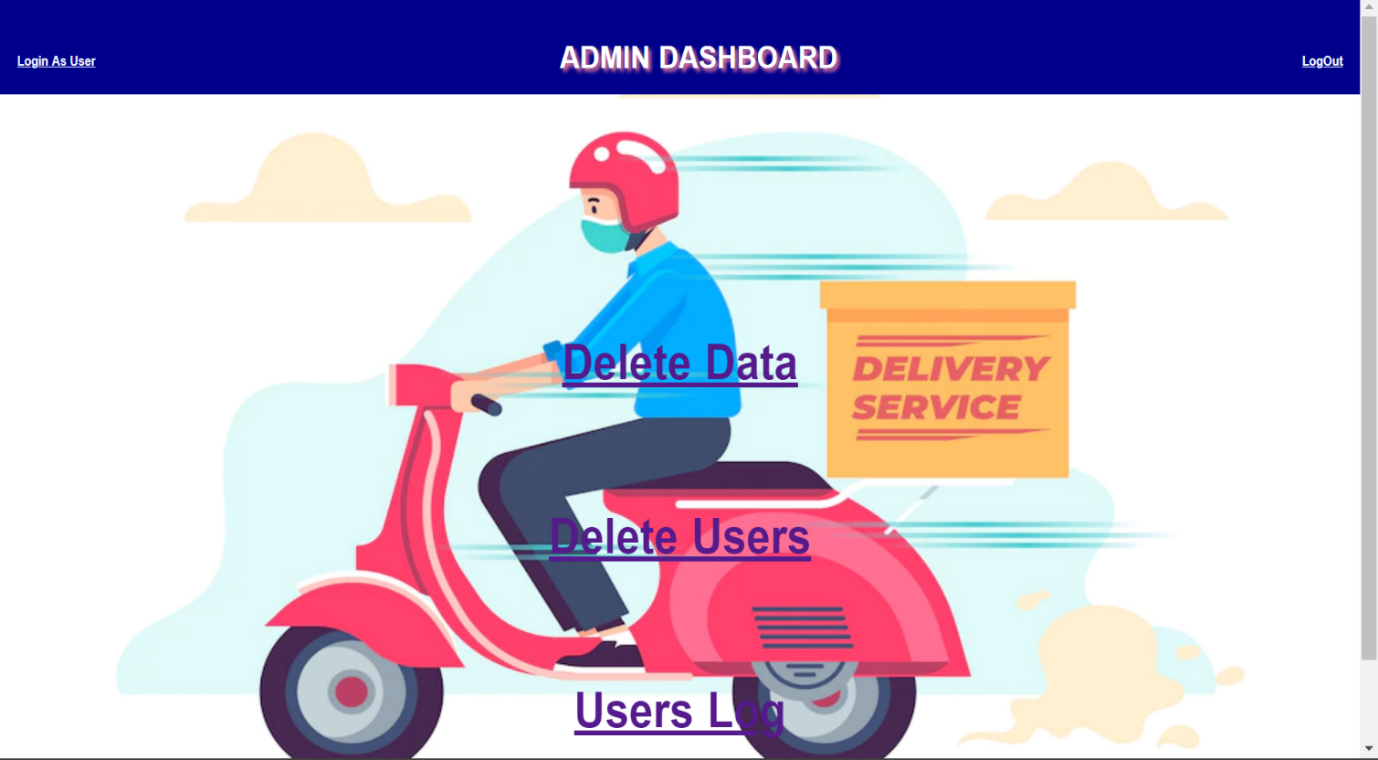 Login As User
ADMIN DASHBOARD
LogOut
Delete Data
DELIVERY
SERVICE
Delete Users
Users Log